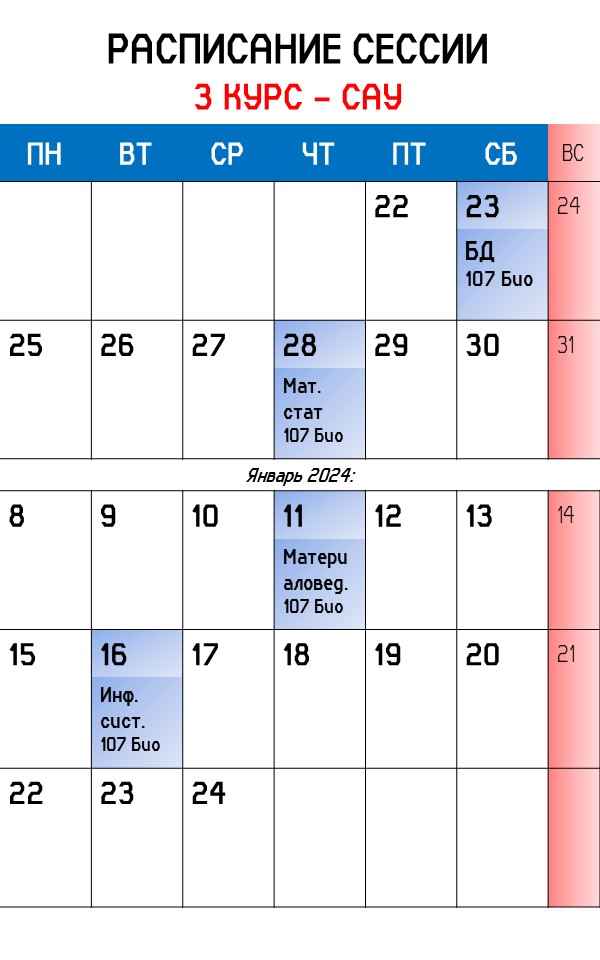 РАСПИСАНИЕ СЕССИИ
3 КУРС – САУ
ПН ВТ СР ЧТ ПТ СБ ВС
22 23 24
БД
107 Био
25 26 27 28 29 30 31
Мат.
стат
107 Био
Январь 2024:
8 9 10 11 12 13 14
Матери
аловед.
107 Био
15 16 17 18 19 20 21
Инф.
сист.
107 Био
22 23 24